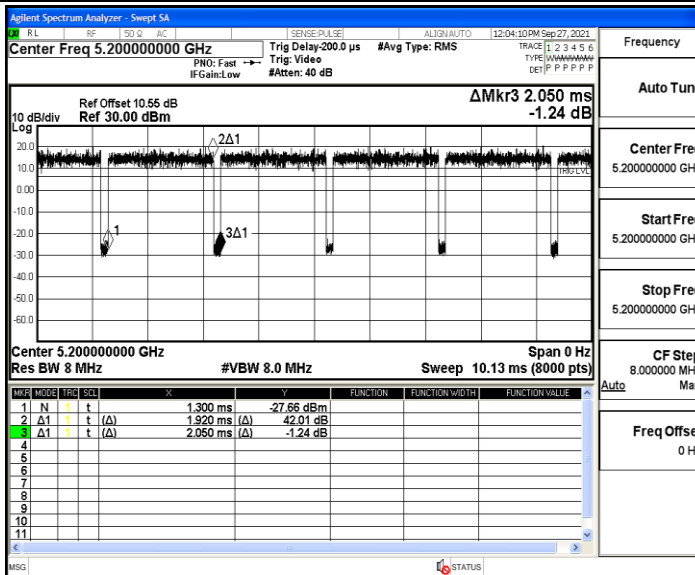 Agilent Spectrum Analyzer - Swept SA
RL RF 50 Ω AC SENSE:PULSE ALIGNAUTO 12:04:10 PM Sep 27, 2021
Center Freq 5.200000000 GHz
PNO: Fast
IFGain:Low
Trig Delay-200.0 µs
Trig: Video
#Atten: 40 dB
#Avg Type: RMS
TRACE 1 2 3 4 5 6
TYPE WWWWWW
DET P P P P P P
Ref Offset 10.55 dB
10 dB/div Ref 30.00 dBm
Log
ΔMkr3 2.050 ms
-1.24 dB
20.0
10.0
0.00
-10.0
-20.0
-30.0
-40.0
-50.0
-60.0
2Δ1
TRIG LVL
1
3Δ1
Center 5.200000000 GHz Span 0 Hz
Res BW 8 MHz #VBW 8.0 MHz Sweep 10.13 ms (8000 pts)
MKR MODE TRC SCL X Y FUNCTION FUNCTION WIDTH FUNCTION VALUE
1 N 1 t 1.300 ms -27.66 dBm
2 Δ1 1 t (Δ) 1.920 ms (Δ) 42.01 dB
3 Δ1 1 t (Δ) 2.050 ms (Δ) -1.24 dB
4
5
6
7
8
9
10
11
MSG STATUS
Frequency
Auto Tun
Center Fre
5.200000000 GH
Start Fre
5.200000000 GH
Stop Fre
5.200000000 GH
CF Step
8.000000 MH
Auto Ma
Freq Offse
0 H